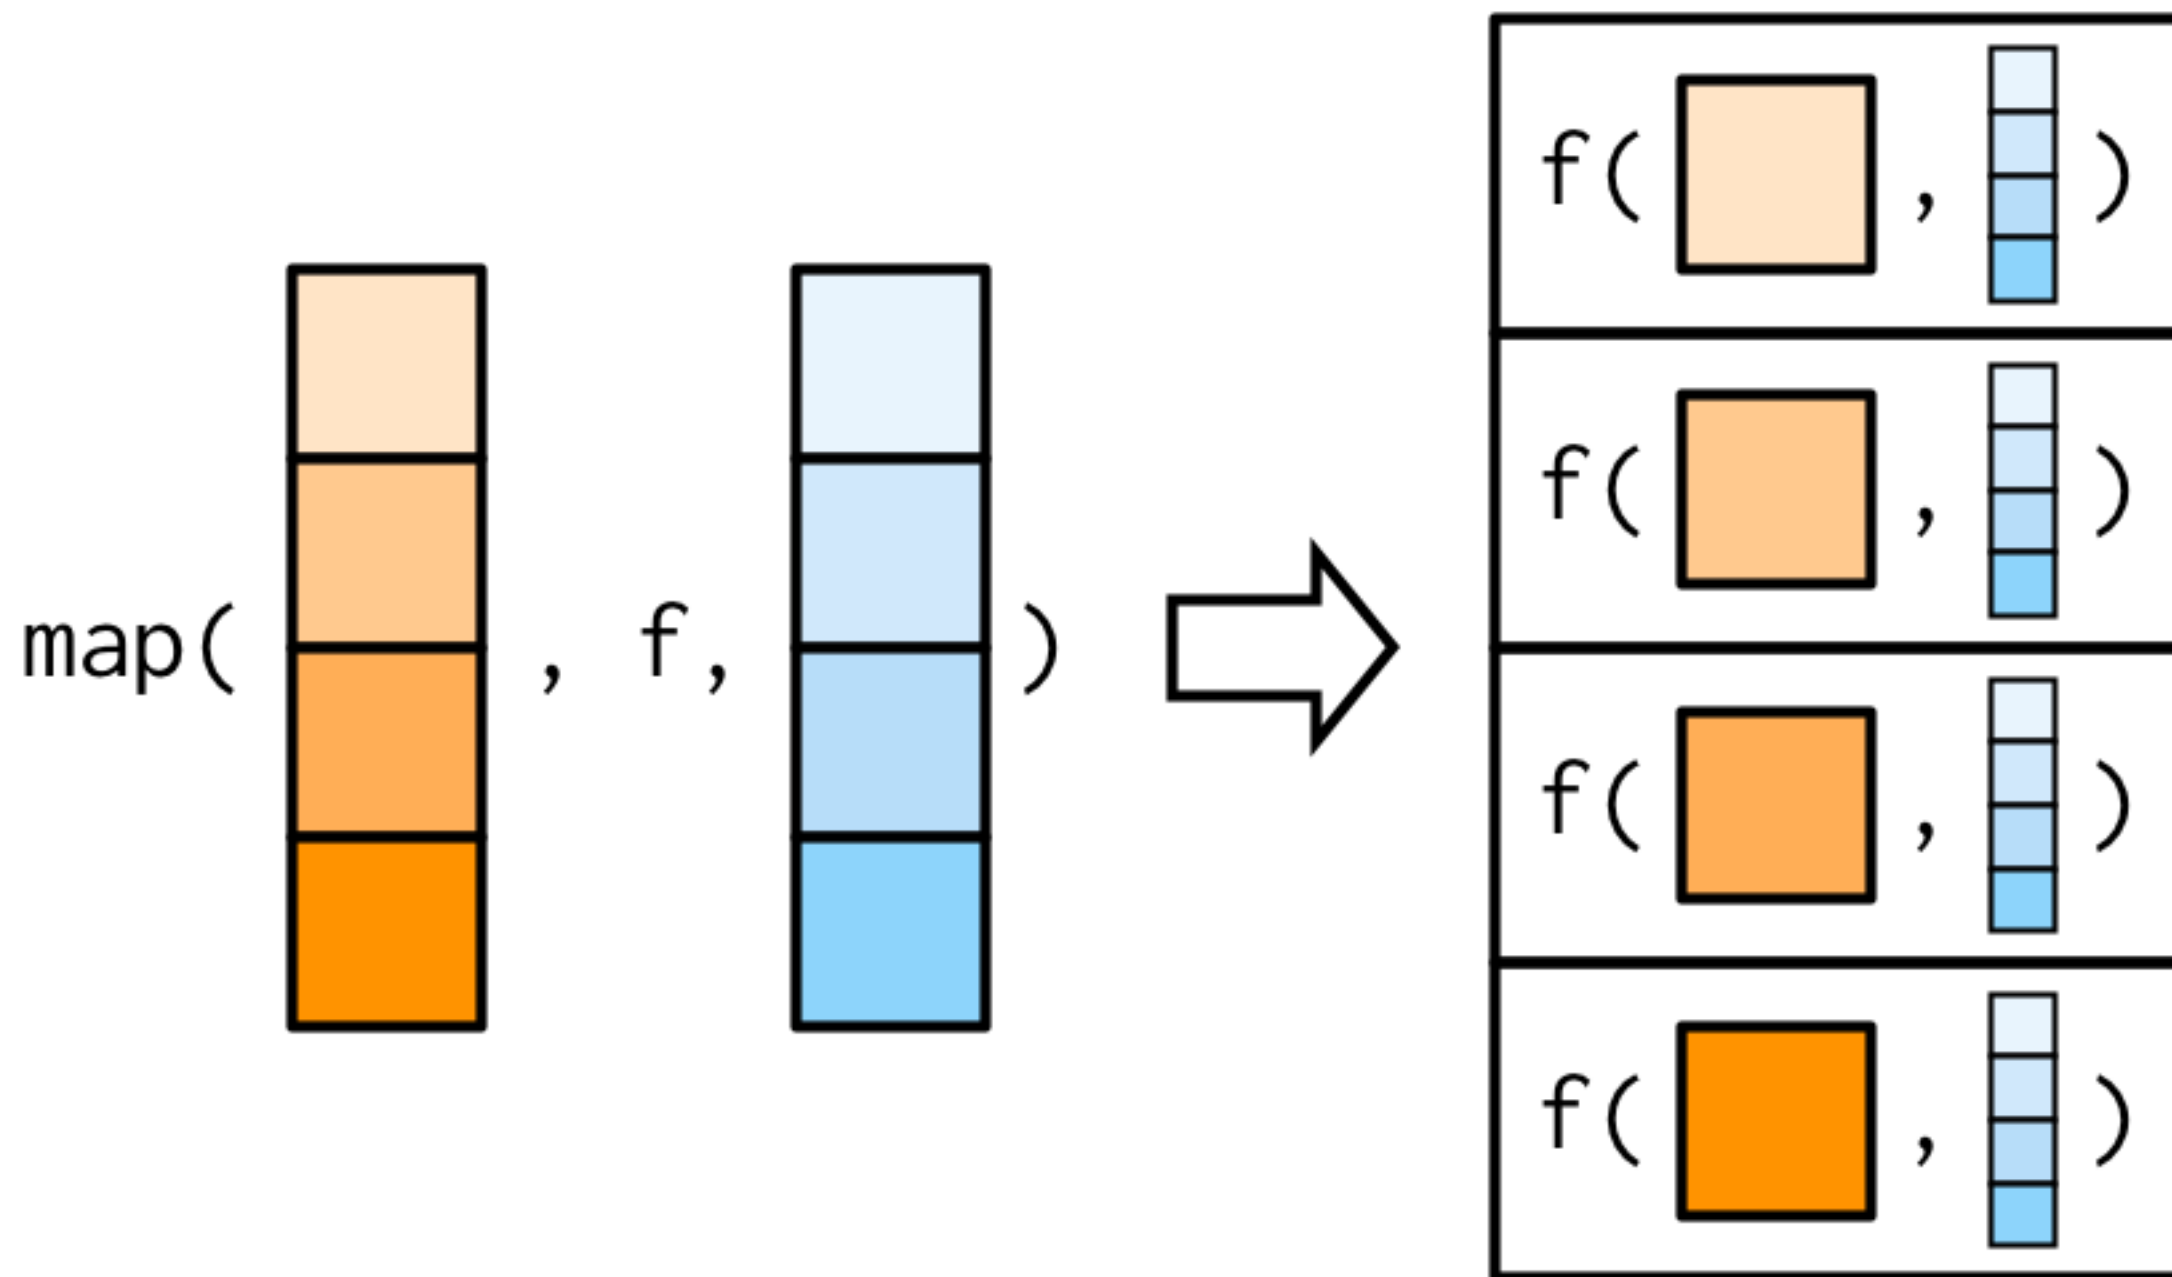 map( , f, )
f( , )
f( , )
f( , )
f( , )